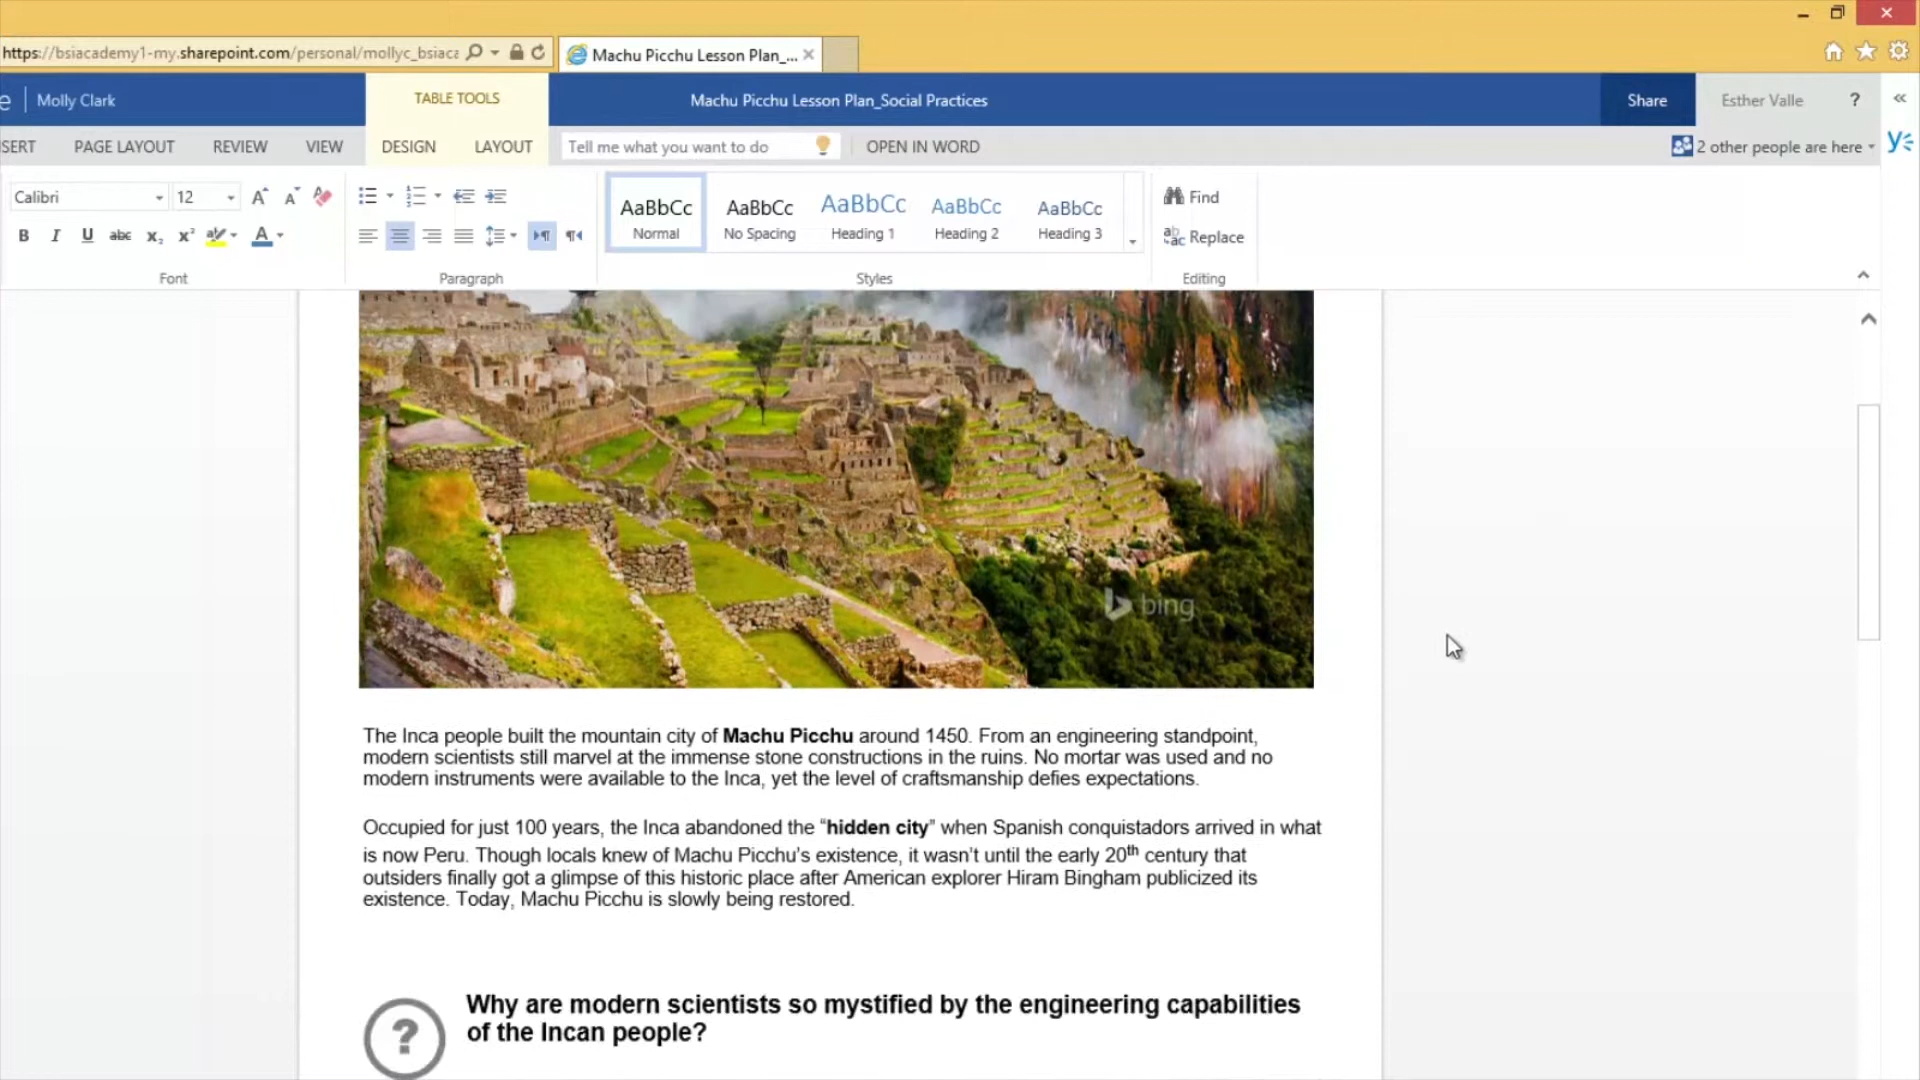 https://bsiacademy1-my.sharepoint.com/personal/mollyc_bsiaca
Machu Picchu Lesson Plan_...
e | Molly Clark
TABLE TOOLS
Machu Picchu Lesson Plan_Social Practices
Share
Esther Valle
?
SERT PAGE LAYOUT REVIEW VIEW DESIGN LAYOUT
Tell me what you want to do
OPEN IN WORD
2 other people are here
Calibri 12
AaBbCc AaBbCc AaBbCc AaBbCc AaBbCc
Normal No Spacing Heading 1 Heading 2 Heading 3
Find
B I U abc x₂ x² A
Replace
Font Paragraph Styles Editing
bing
The Inca people built the mountain city of Machu Picchu around 1450. From an engineering standpoint,
modern scientists still marvel at the immense stone constructions in the ruins. No mortar was used and no
modern instruments were available to the Inca, yet the level of craftsmanship defies expectations.
Occupied for just 100 years, the Inca abandoned the “hidden city” when Spanish conquistadors arrived in what
is now Peru. Though locals knew of Machu Picchu’s existence, it wasn’t until the early 20th century that
outsiders finally got a glimpse of this historic place after American explorer Hiram Bingham publicized its
existence. Today, Machu Picchu is slowly being restored.
?
Why are modern scientists so mystified by the engineering capabilities
of the Incan people?